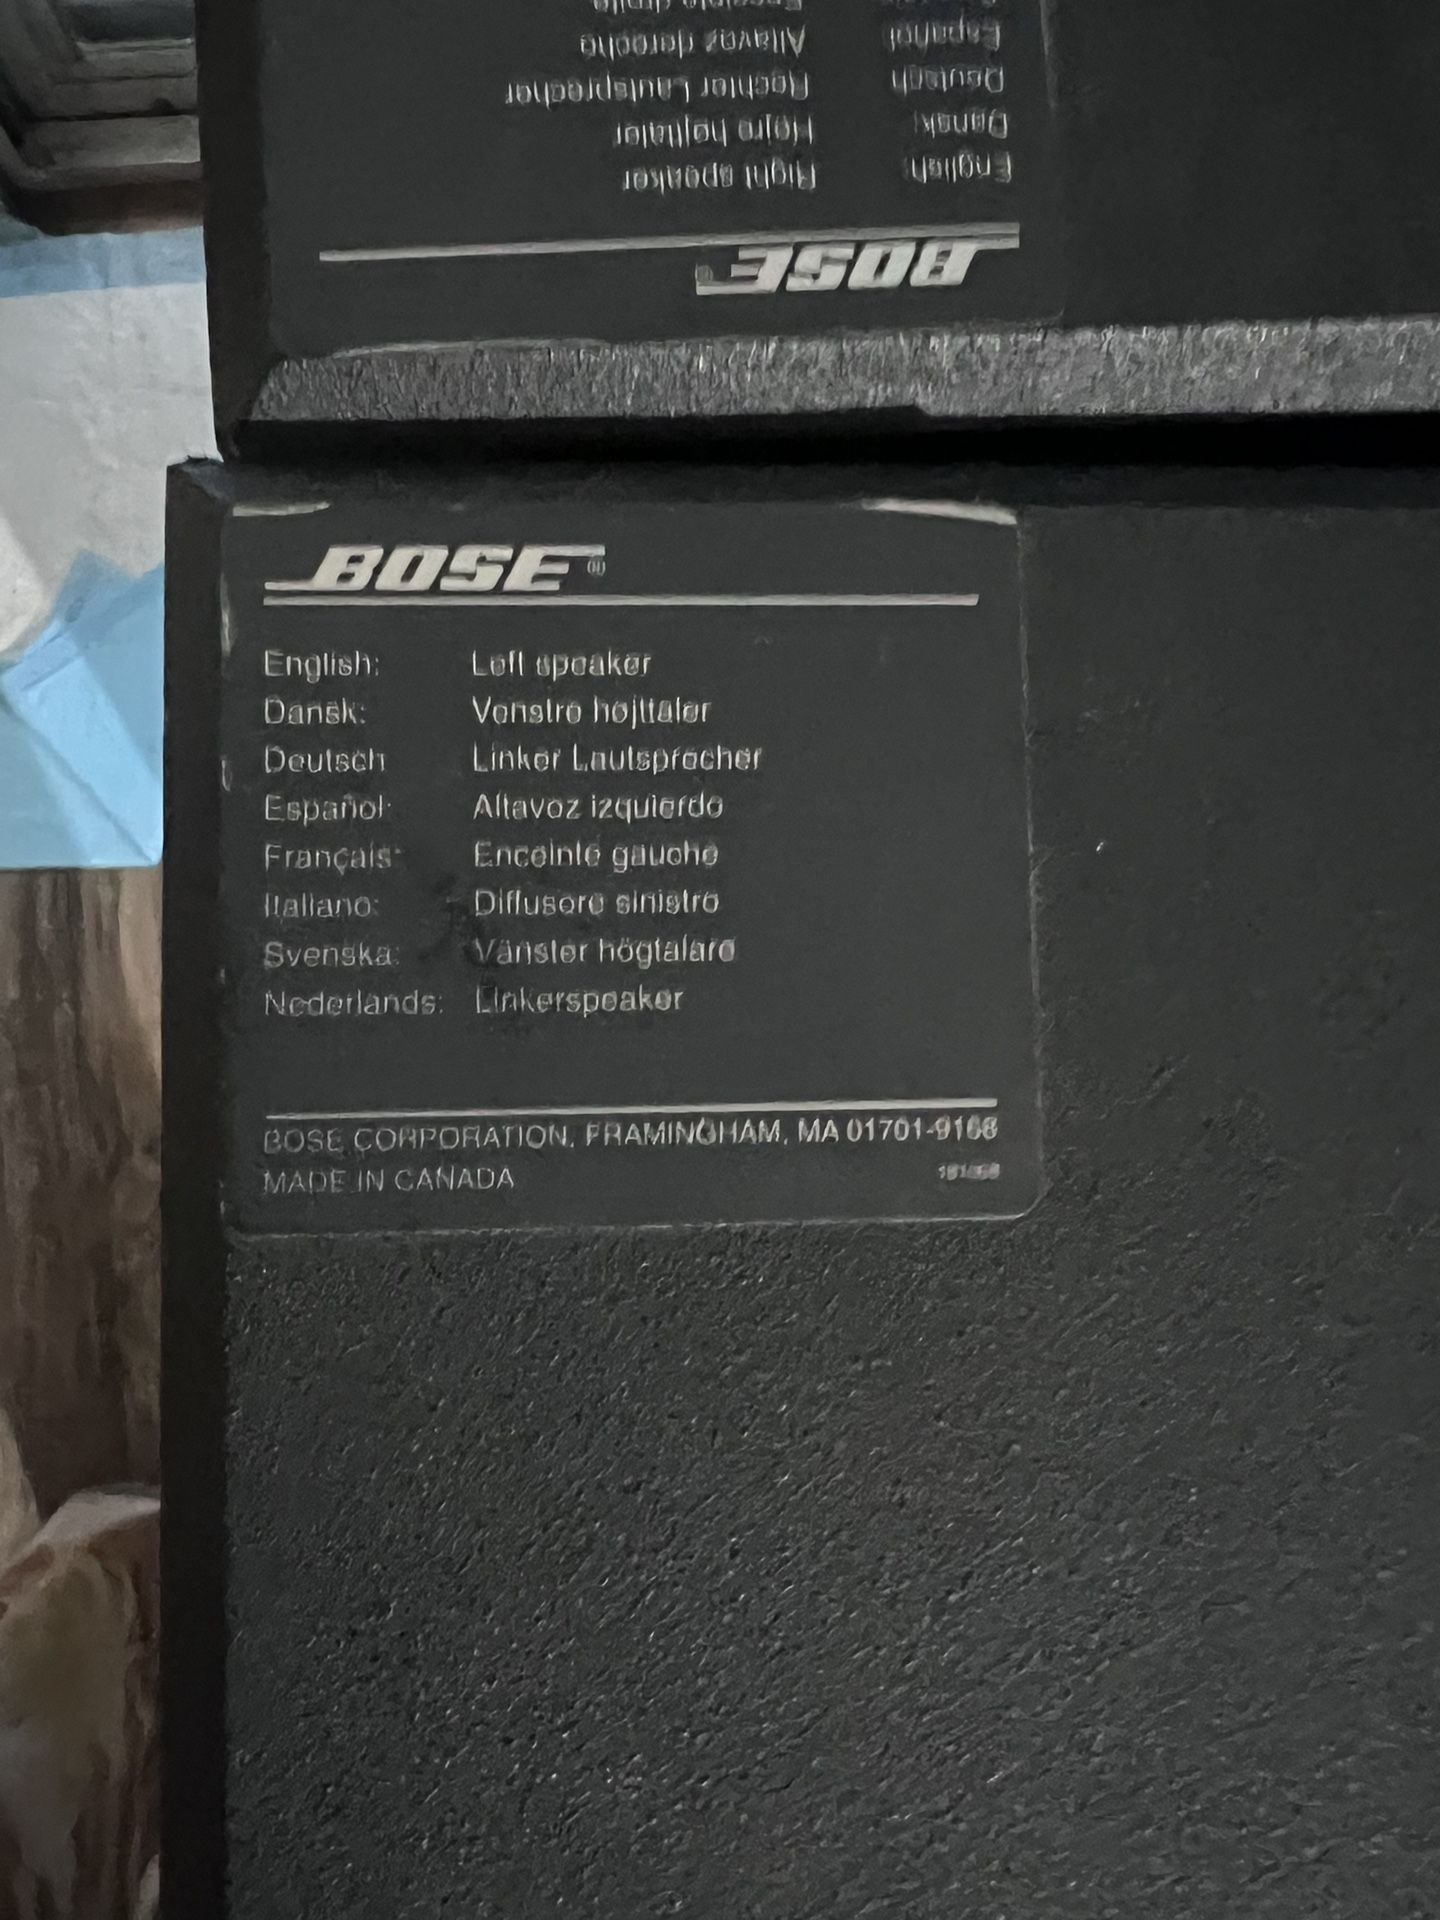 Enceinte droite
Altavoz derecho Español:
Rechter Lautsprecher Deutsch
Højre højttaler Dansk:
Right speaker English:
BOSE
BOSE®
English: Left speaker
Dansk: Venstre højttaler
Deutsch Linker Lautsprecher
Español: Altavoz izquierdo
Français: Enceinte gauche
Italiano: Diffusore sinistro
Svenska: Vänster högtalare
Nederlands: Linkerspeaker
BOSE CORPORATION, FRAMINGHAM, MA 01701-9168
MADE IN CANADA